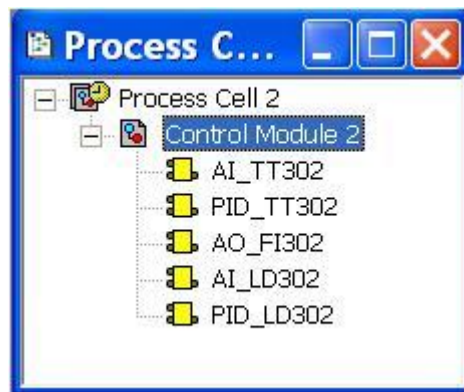 Process C...
Process Cell 2
Control Module 2
AI_TT302
PID_TT302
AO_FI302
AI_LD302
PID_LD302